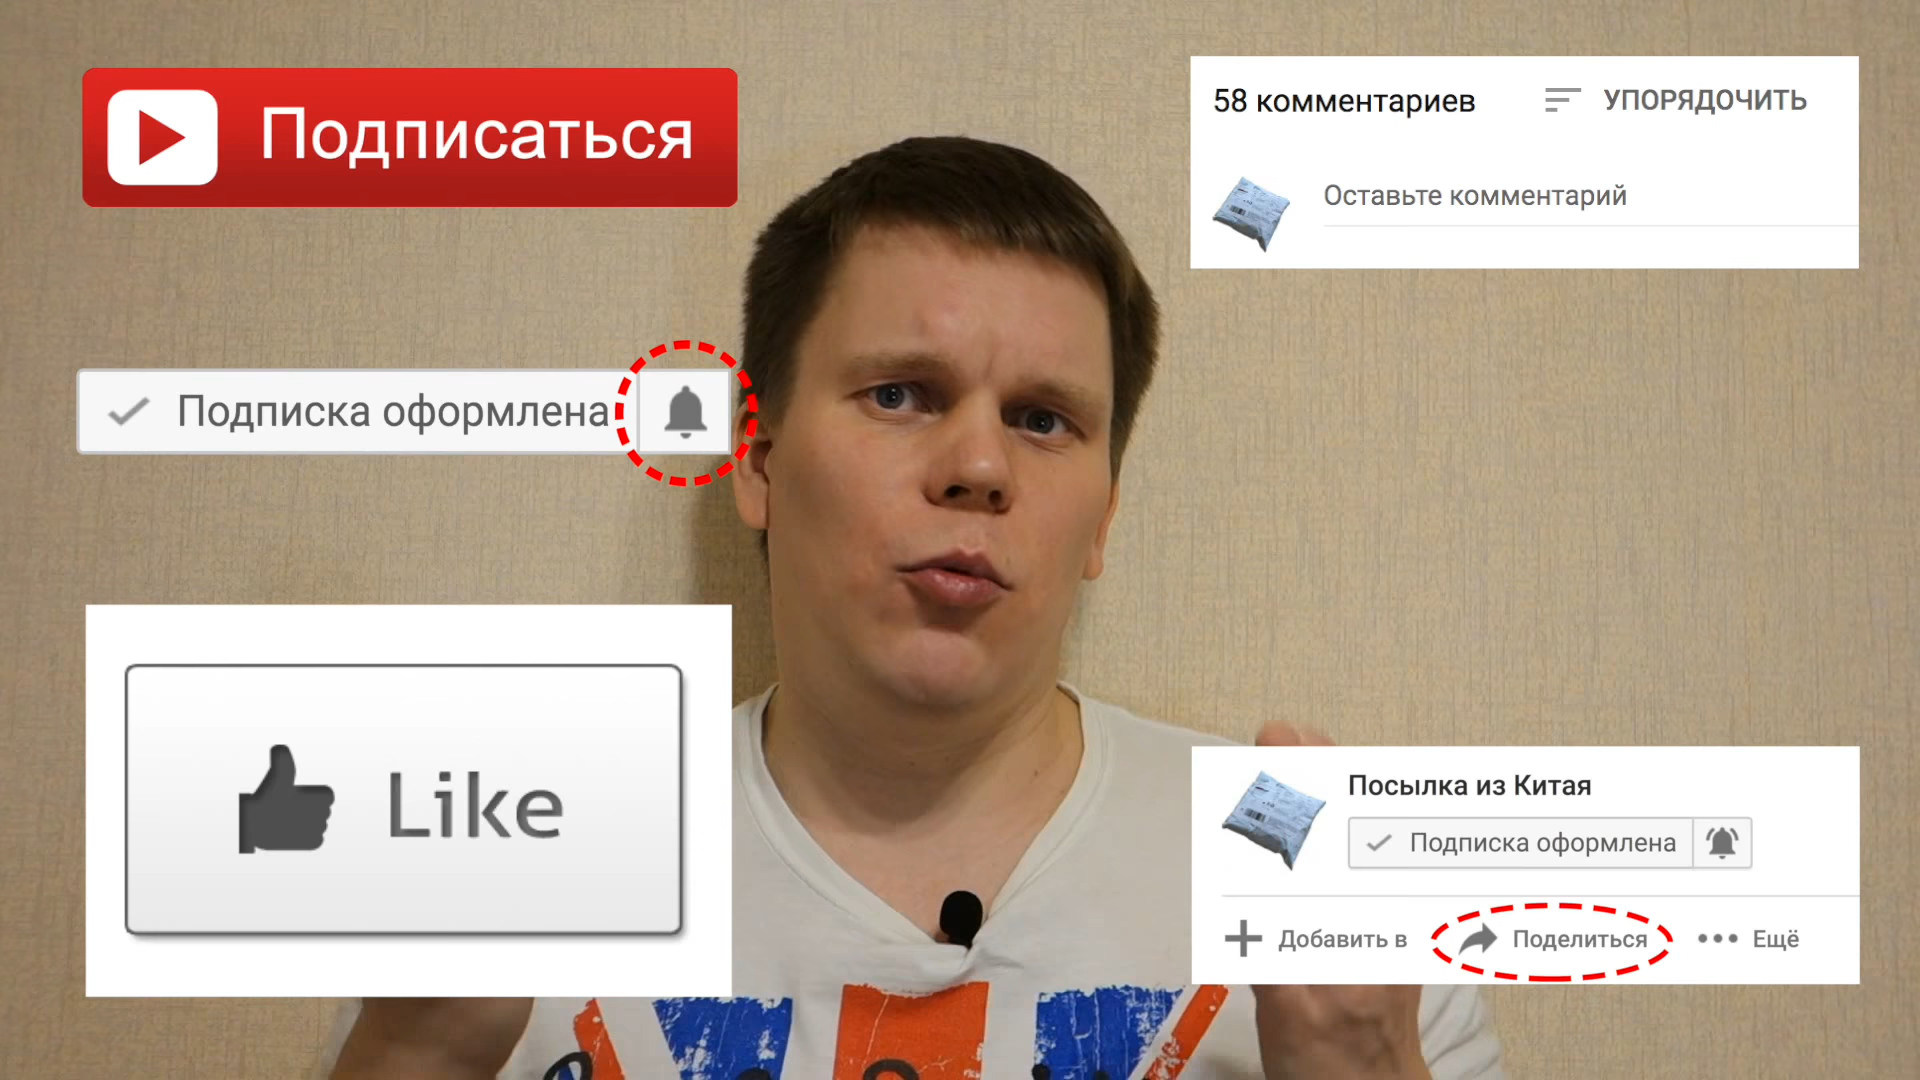 Подписаться
58 комментариев УПОРЯДОЧИТЬ
Оставьте комментарий
Подписка оформлена
Like
Посылка из Китая
Подписка оформлена
Добавить в Поделиться Ещё